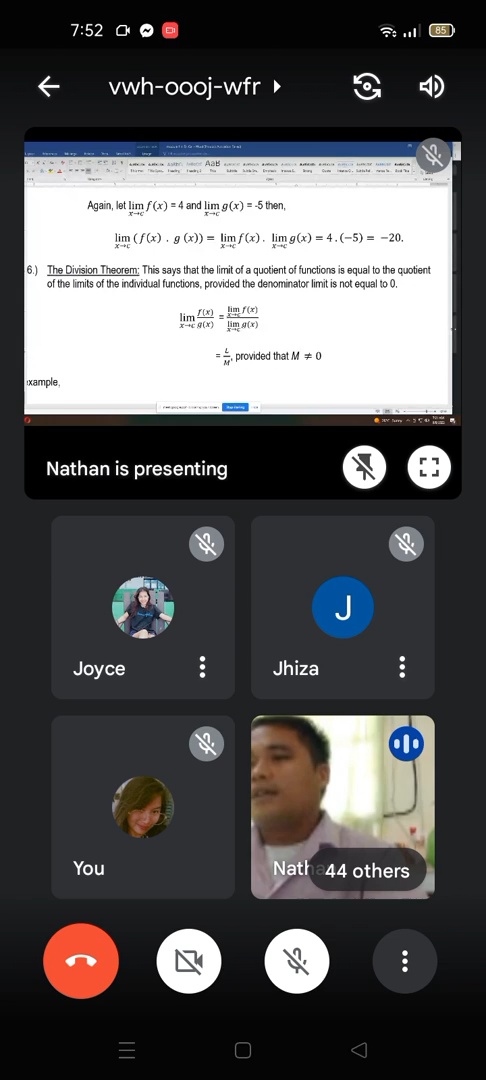 7:52
85
vwh-oooj-wfr
Again, let lim x→c f(x) = 4 and lim x→c g(x) = -5 then,
lim x→c (f(x) . g (x)) = lim x→c f(x) . lim x→c g(x) = 4 . (−5) = −20.
6.) The Division Theorem: This says that the limit of a quotient of functions is equal to the quotient
of the limits of the individual functions, provided the denominator limit is not equal to 0.
lim x→c f(x)/g(x) = lim x→c f(x)/lim x→c g(x)
= L/M, provided that M ≠ 0
xample,
Nathan is presenting
J
Joyce
Jhiza
You
Nath
44 others